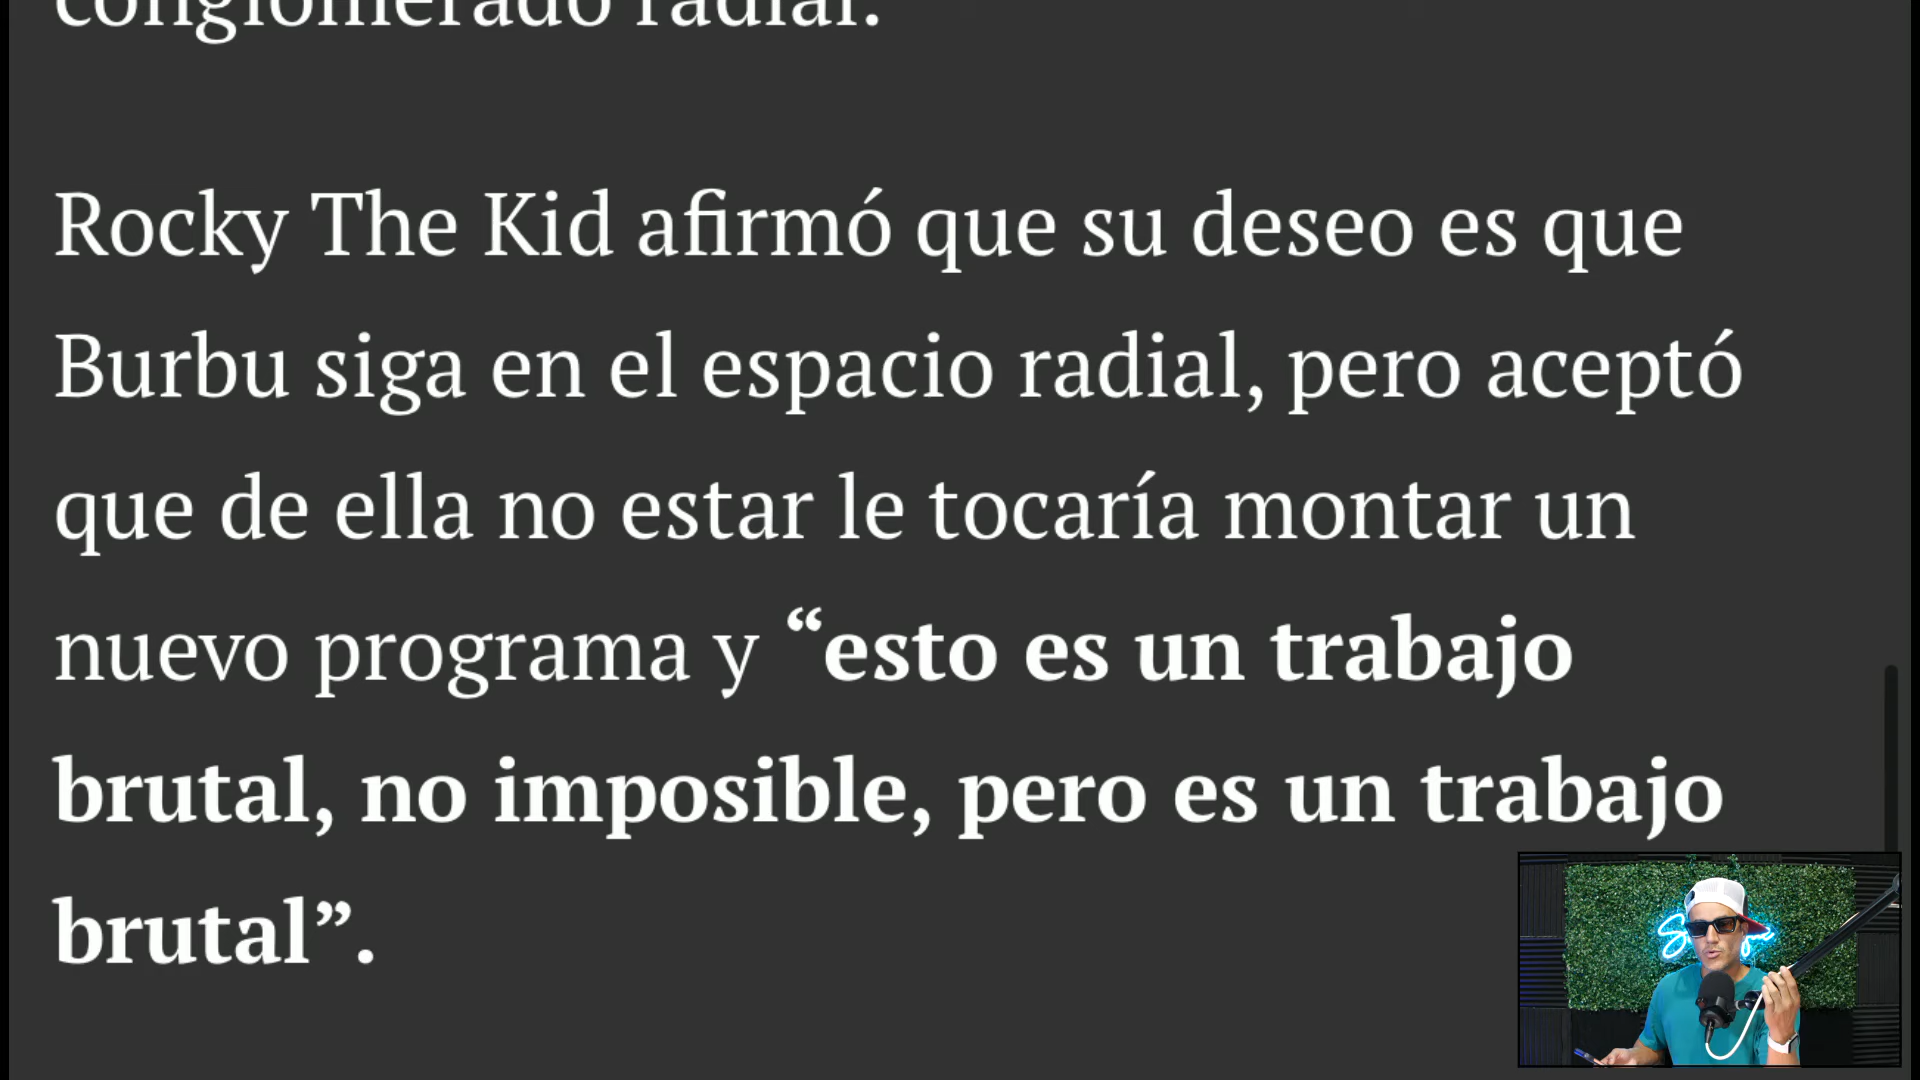 conglomerado radial.
Rocky The Kid afirmó que su deseo es que
Burbu siga en el espacio radial, pero aceptó
que de ella no estar le tocaría montar un
nuevo programa y “esto es un trabajo
brutal, no imposible, pero es un trabajo
brutal”.